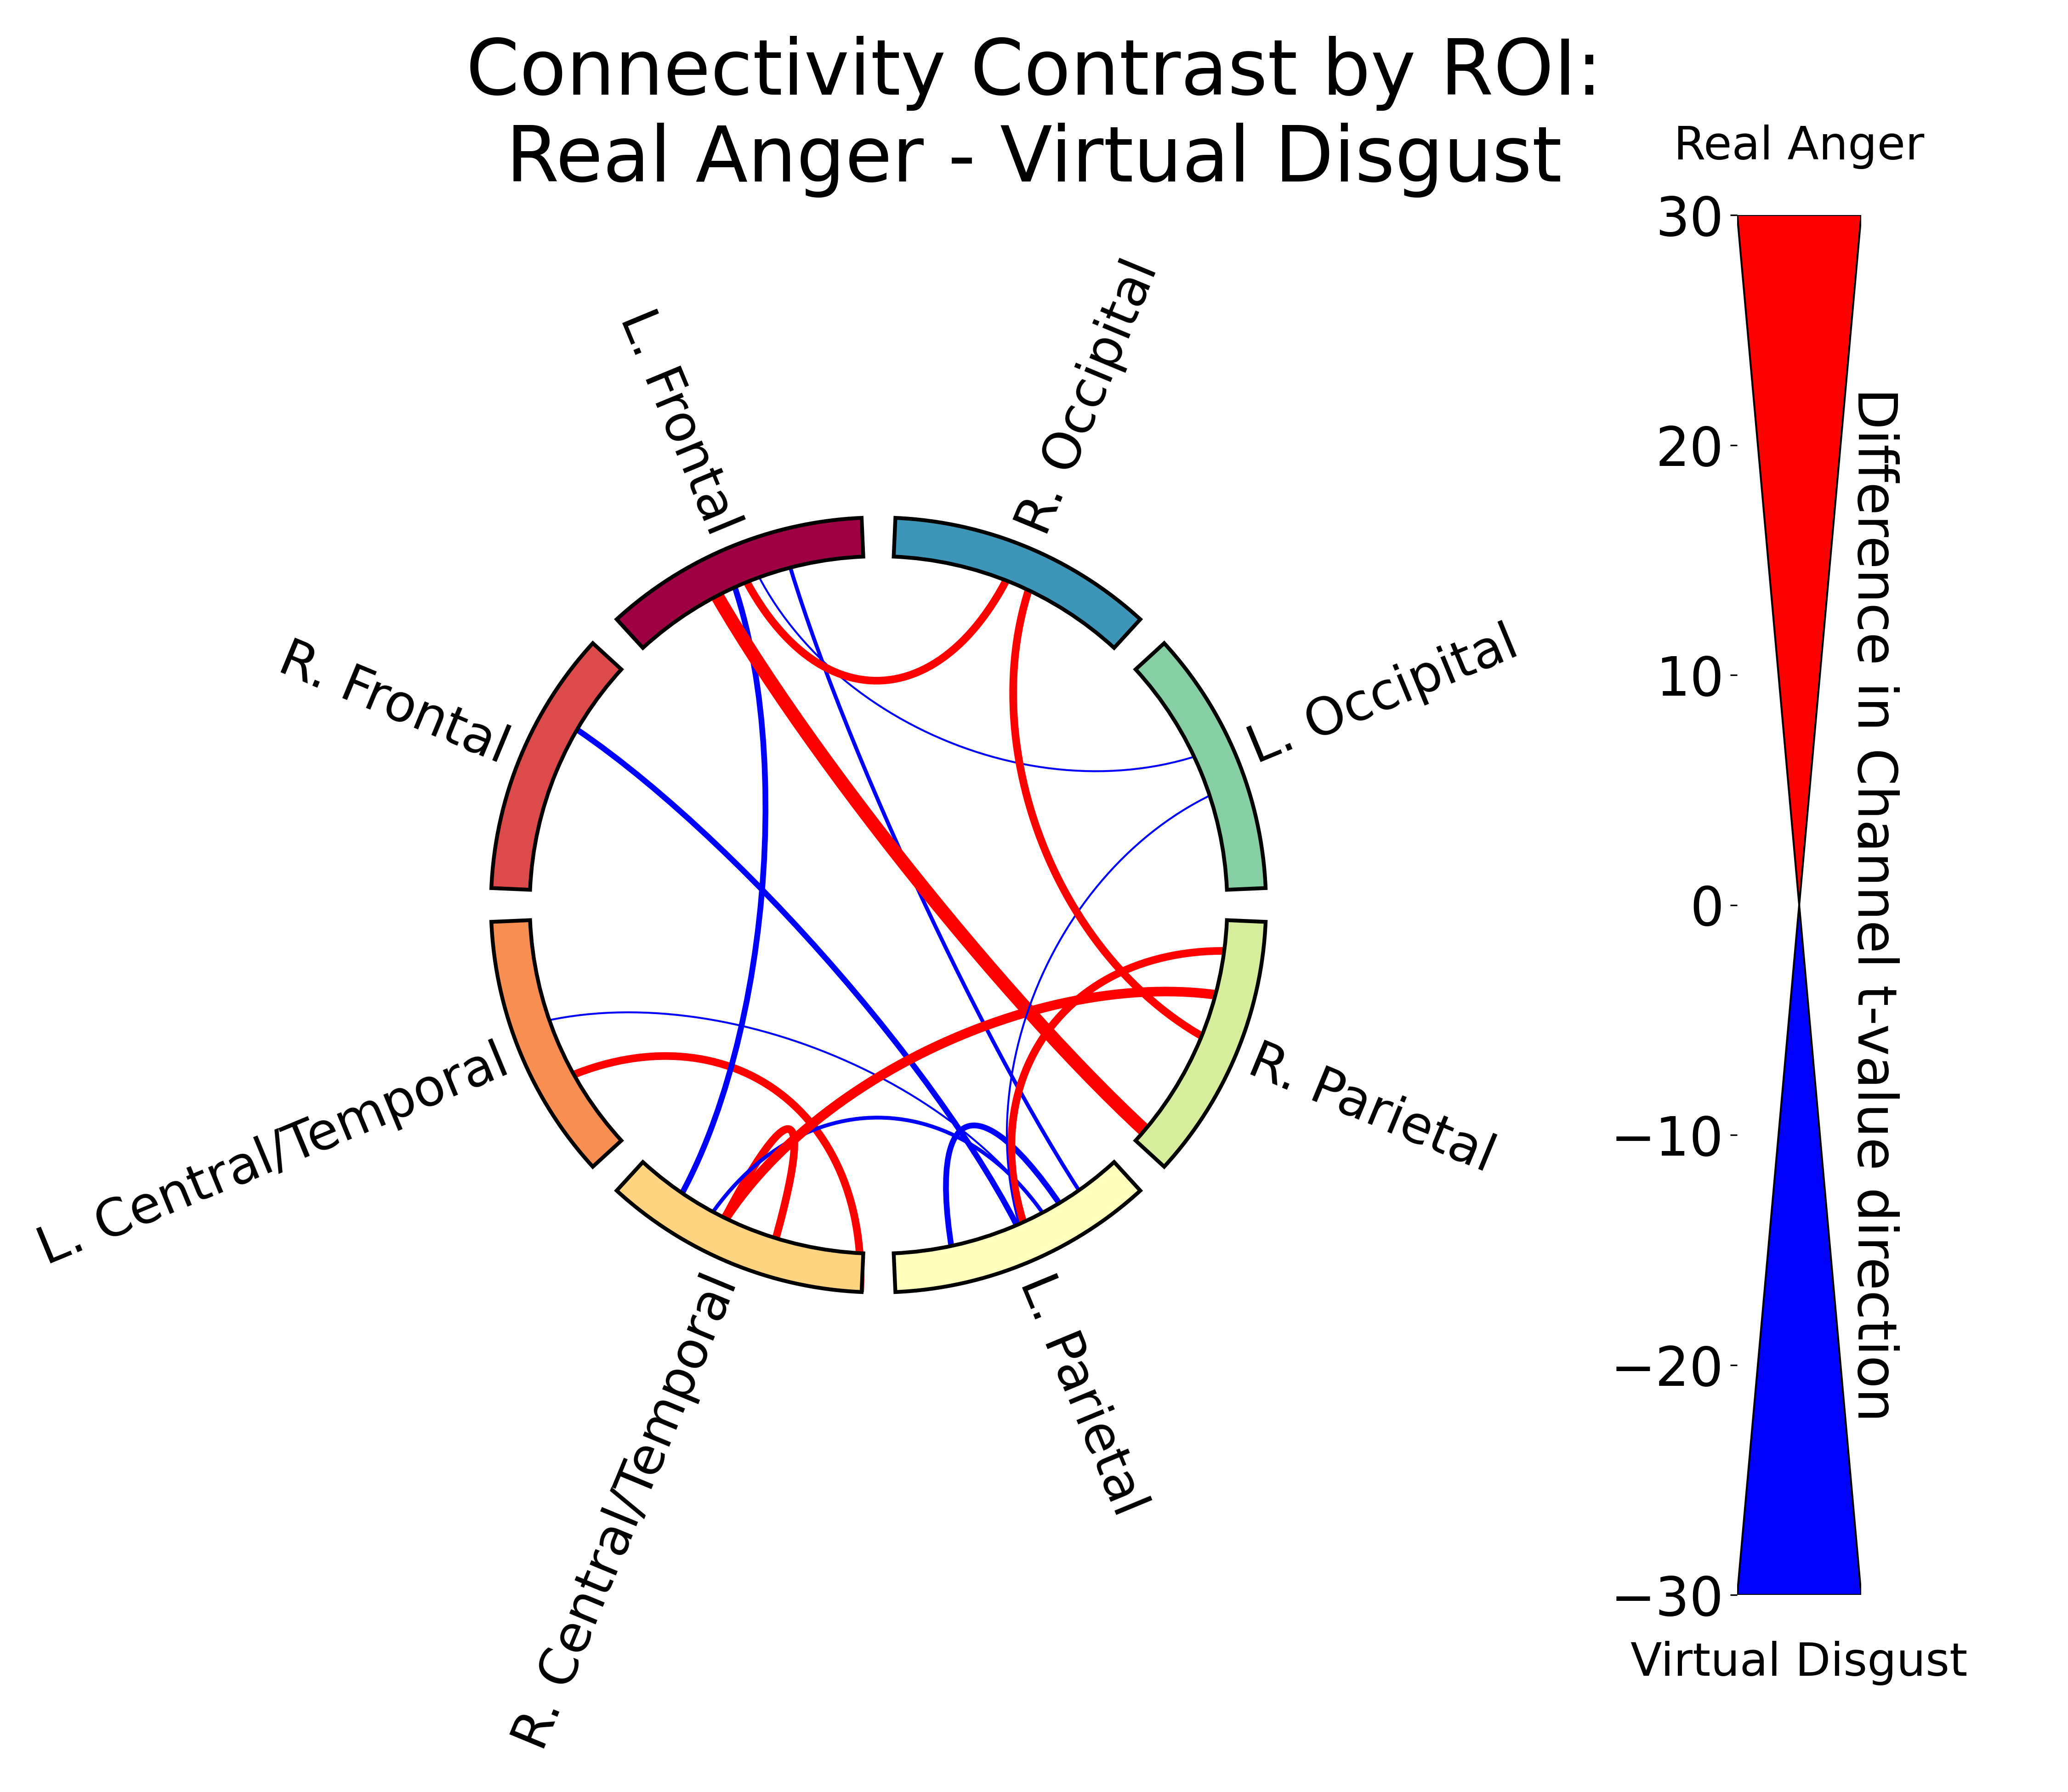 Connectivity Contrast by ROI:
Real Anger - Virtual Disgust
Real Anger
30
20
10
0
−10
−20
−30
Virtual Disgust
Difference in Channel t-value direction
L. Frontal
R. Occipital
R. Frontal
L. Occipital
L. Central/Temporal
R. Parietal
R. Central/Temporal
L. Parietal